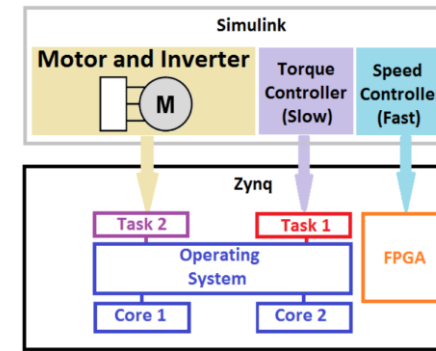 Simulink
Motor and Inverter
M
Torque
Controller
(Slow)
Speed
Controller
(Fast)
Zynq
Task 2
Task 1
Operating
System
FPGA
Core 1
Core 2